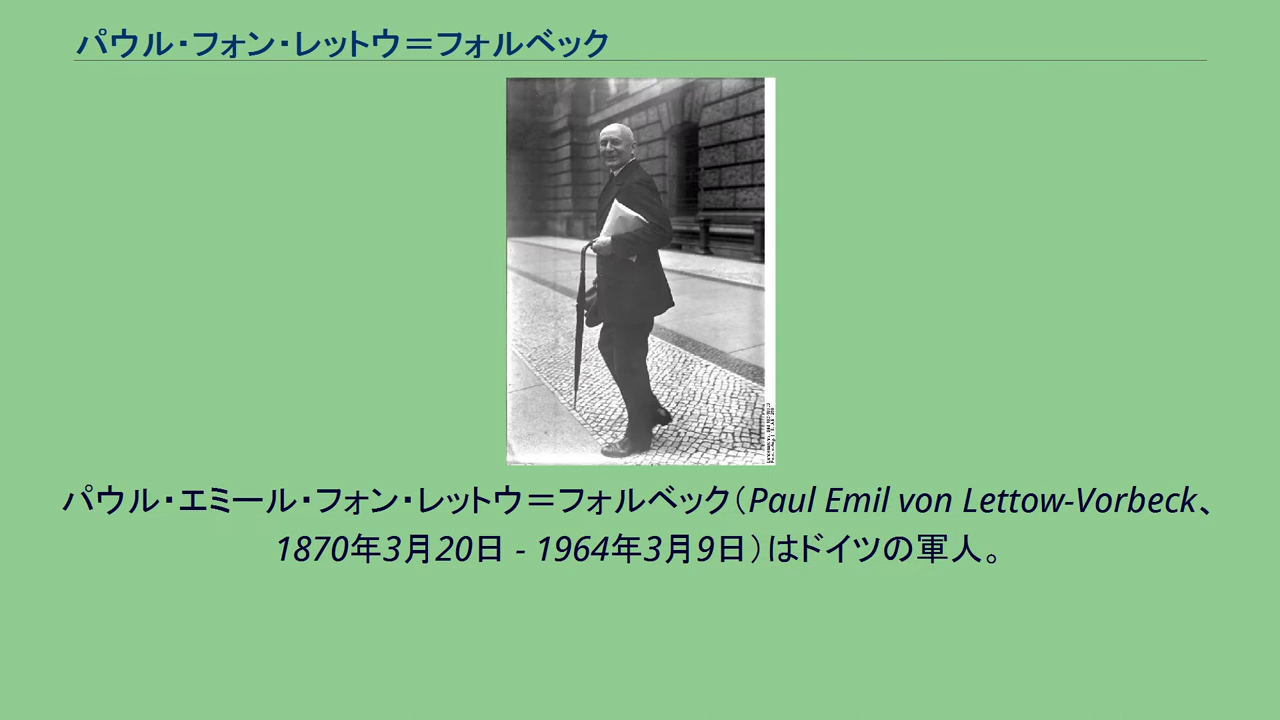 パウル・フォン・レットウ＝フォルベック
パウル・エミール・フォン・レットウ＝フォルベック（Paul Emil von Lettow-Vorbeck、
1870年3月20日 - 1964年3月9日）はドイツの軍人。